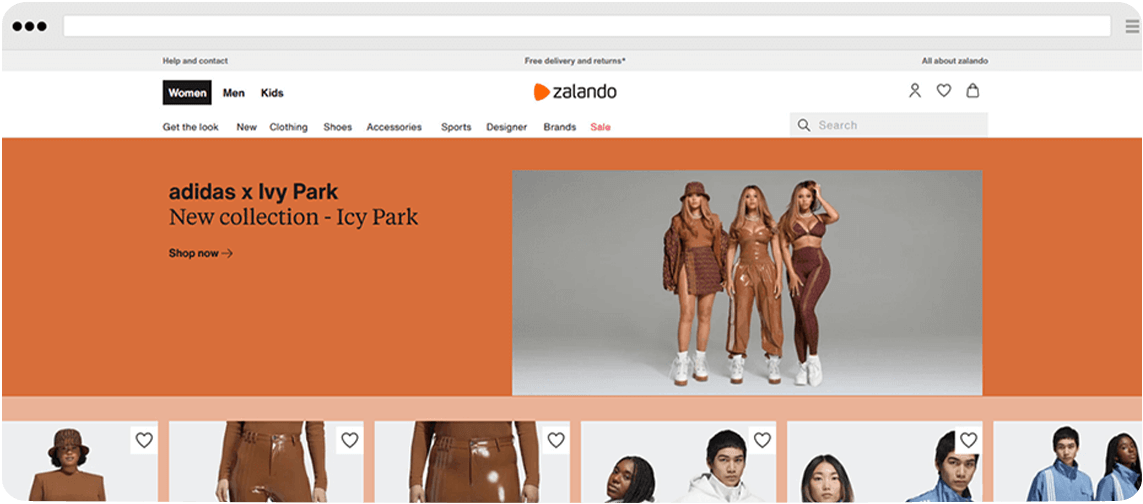 Help and contact
Free delivery and returns*
All about zalando
Women Men Kids
zalando
Get the look New Clothing Shoes Accessories Sports Designer Brands Sale
Search
adidas x Ivy Park
New collection - Icy Park
Shop now